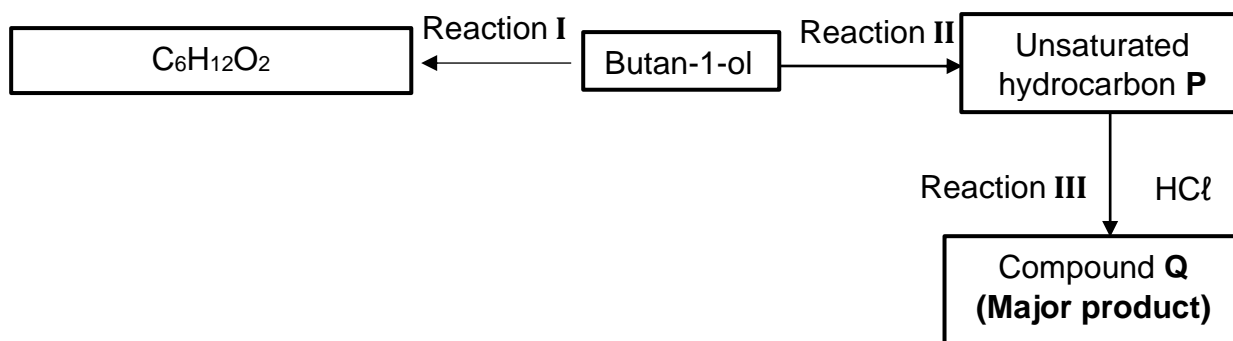 Reaction I
Reaction II
C₆H₁₂O₂
Butan-1-ol
Unsaturated
hydrocarbon P
Reaction III
HCℓ
Compound Q
(Major product)